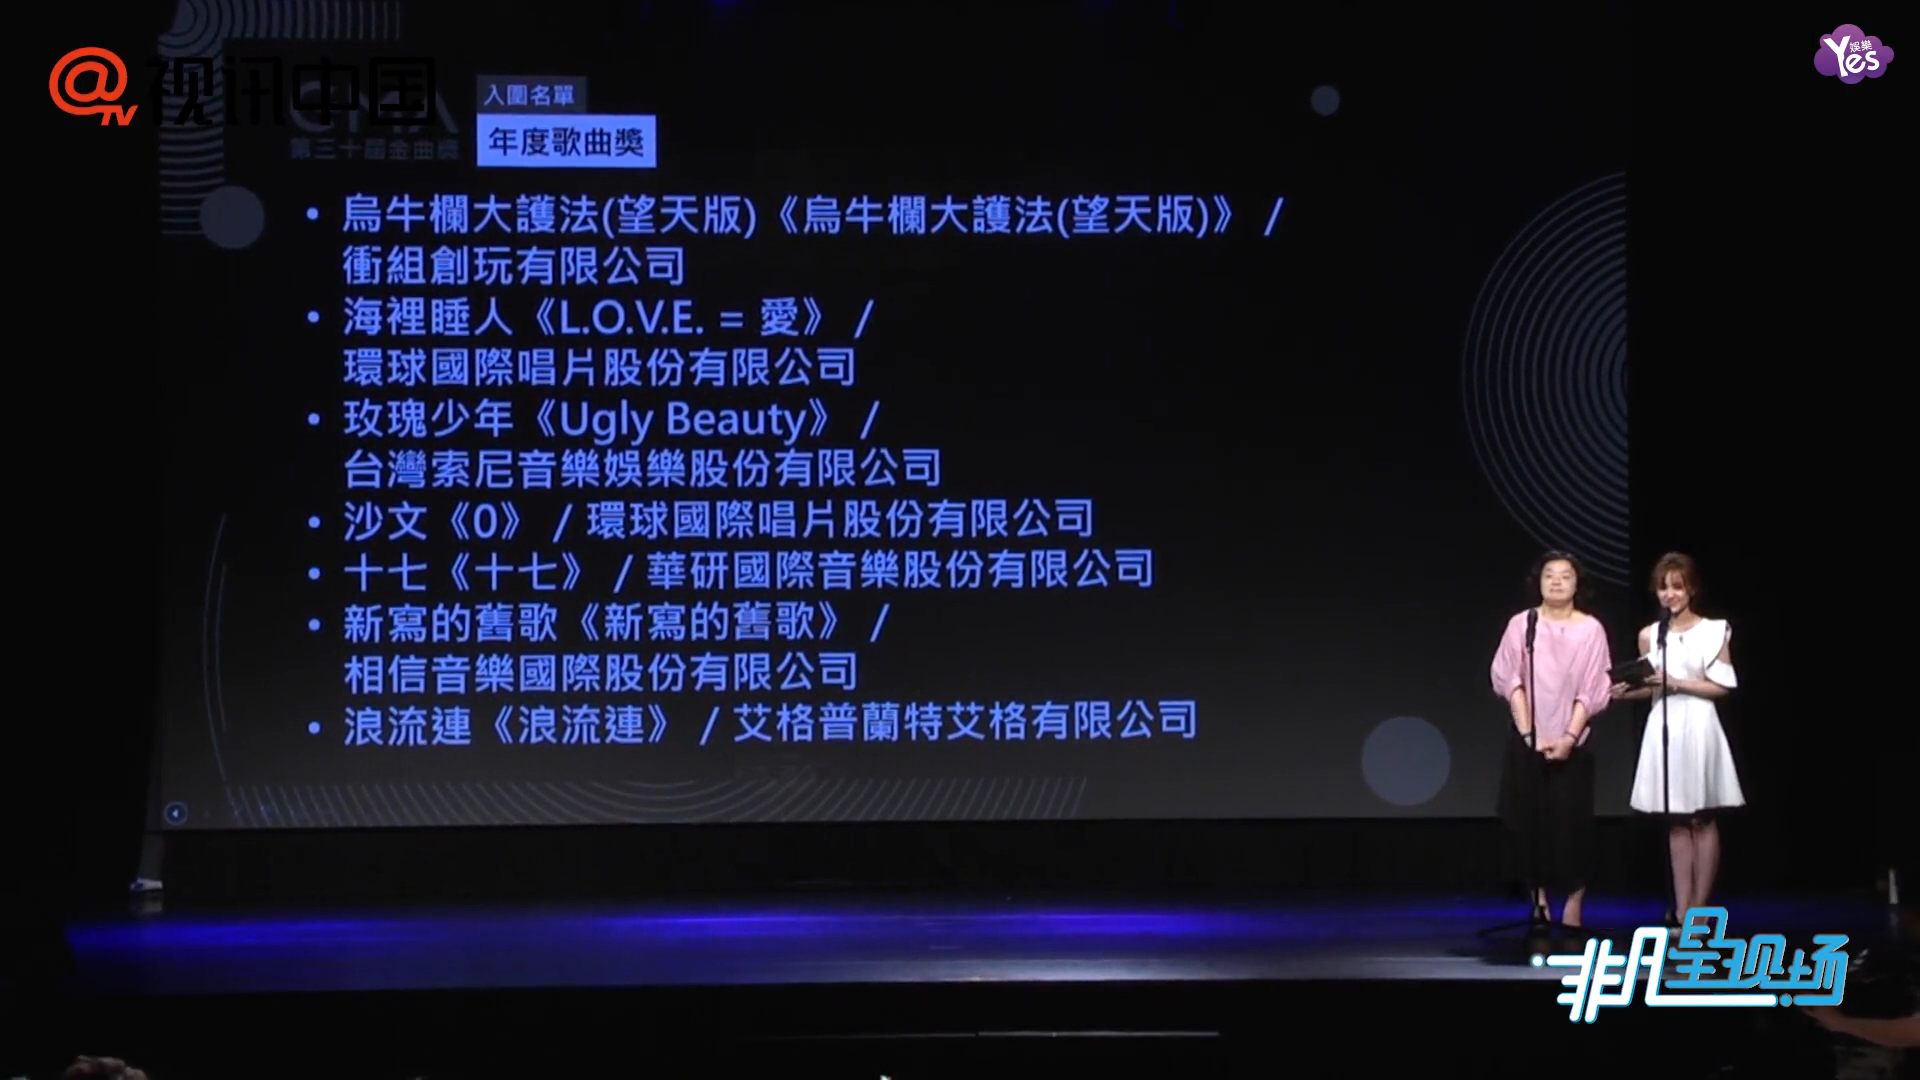 @TV 视讯中国
Yes 娛樂
GMA
第三十屆金曲獎
入圍名單
年度歌曲獎
• 烏牛欄大護法(望天版)《烏牛欄大護法(望天版)》 /
衝組創玩有限公司
• 海裡睡人《L.O.V.E. = 愛》 /
環球國際唱片股份有限公司
• 玫瑰少年《Ugly Beauty》 /
台灣索尼音樂娛樂股份有限公司
• 沙文《0》 / 環球國際唱片股份有限公司
• 十七《十七》 / 華研國際音樂股份有限公司
• 新寫的舊歌《新寫的舊歌》 /
相信音樂國際股份有限公司
• 浪流連《浪流連》 / 艾格普蘭特艾格有限公司
非凡星现场